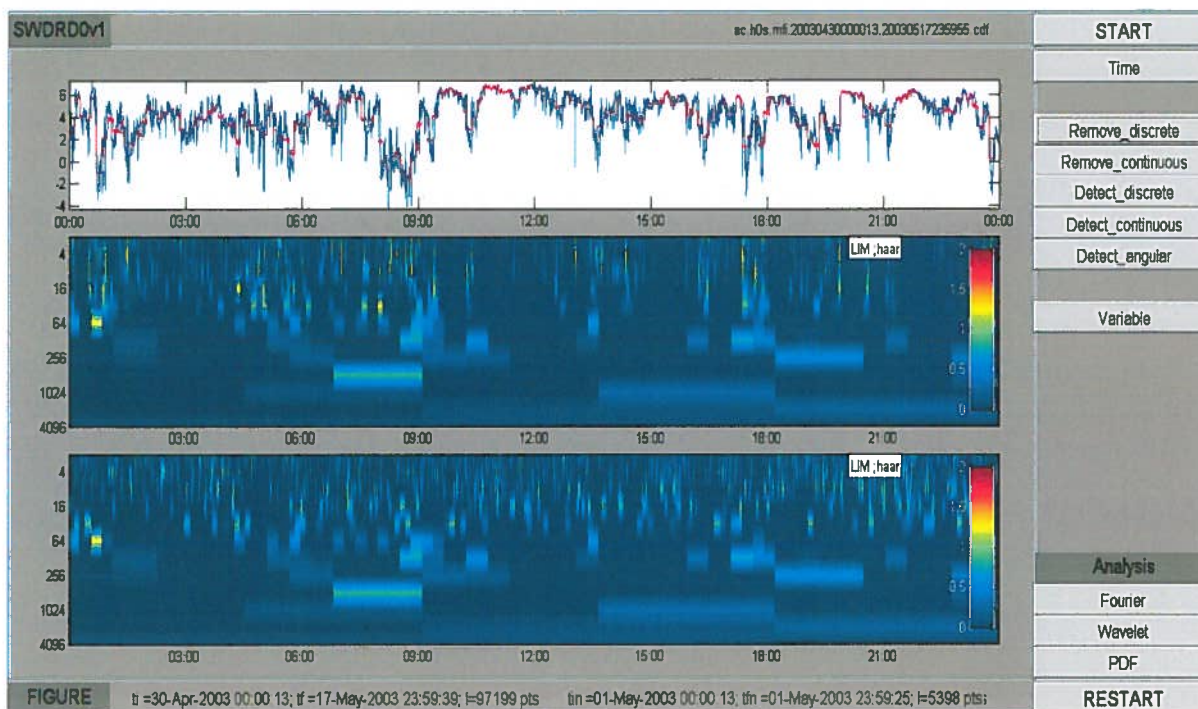 SWDRD0v1
ac.h0s.mfi.20030430000013.20030517235955.cdf
START
Time
Remove_discrete
Remove_continuous
Detect_discrete
Detect_continuous
Detect_angular
Variable
6
4
2
0
-2
-4
00:00 03:00 06:00 09:00 12:00 15:00 18:00 21:00 00:00
LIM ;haar
4
16
64
256
1024
4096
2
1.5
1
0.5
0
03:00 06:00 09:00 12:00 15:00 18:00 21:00
LIM ;haar
4
16
64
256
1024
4096
2
1.5
1
0.5
0
03:00 06:00 09:00 12:00 15:00 18:00 21:00
Analysis
Fourier
Wavelet
PDF
FIGURE
ti =30-Apr-2003 00:00:13; tf =17-May-2003 23:59:39; l=97199 pts
tin =01-May-2003 00:00:13; tfn =01-May-2003 23:59:25; l=5398 pts;
RESTART